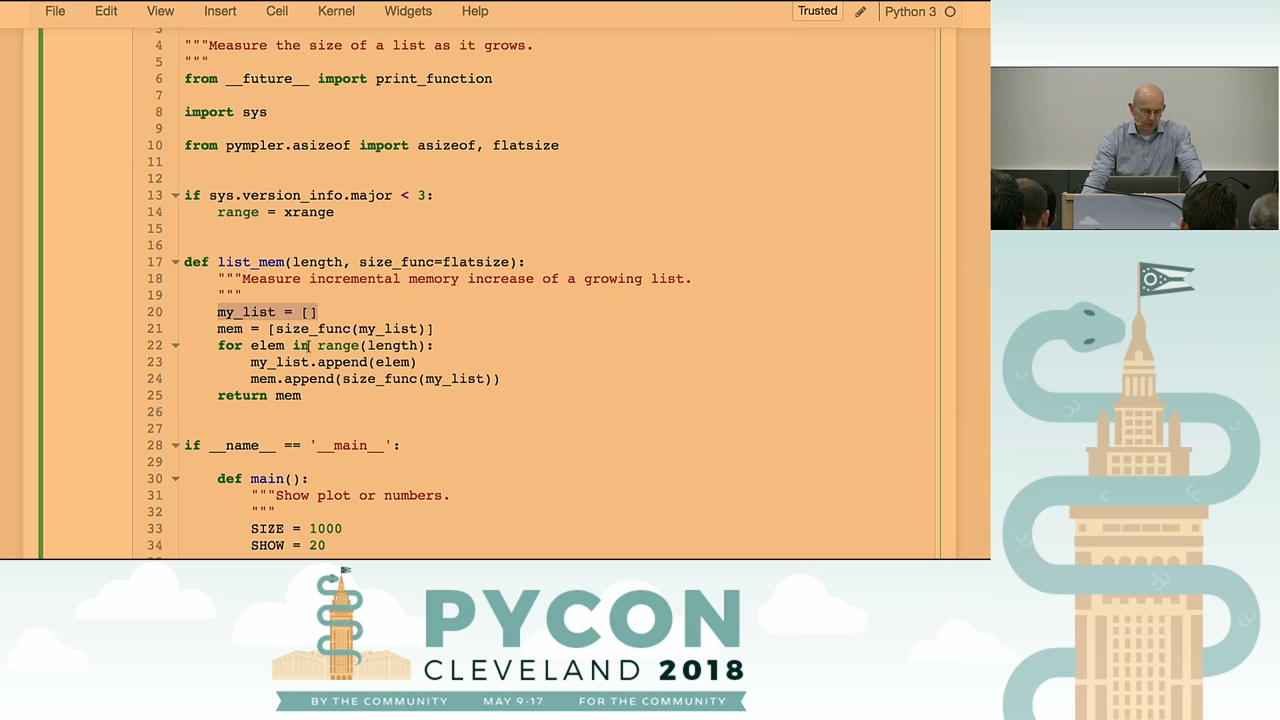 File Edit View Insert Cell Kernel Widgets Help Trusted Python 3
3
4 """Measure the size of a list as it grows.
5 """
6 from __future__ import print_function
7
8 import sys
9
10 from pympler.asizeof import asizeof, flatsize
11
12
13 if sys.version_info.major < 3:
14     range = xrange
15
16
17 def list_mem(length, size_func=flatsize):
18     """Measure incremental memory increase of a growing list.
19     """
20     my_list = []
21     mem = [size_func(my_list)]
22     for elem in range(length):
23         my_list.append(elem)
24         mem.append(size_func(my_list))
25     return mem
26
27
28 if __name__ == '__main__':
29
30     def main():
31         """Show plot or numbers.
32         """
33         SIZE = 1000
34         SHOW = 20
PYCON
CLEVELAND 2018
BY THE COMMUNITY MAY 9-17 FOR THE COMMUNITY